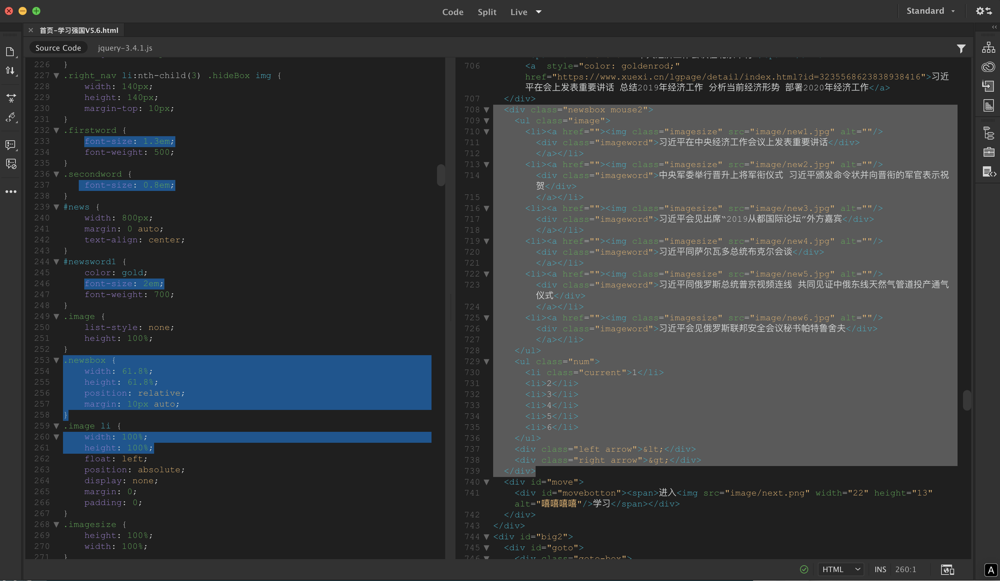 Code Split Live
Standard
首页-学习强国V5.6.html
Source Code jquery-3.4.1.js
226 }
227 .right_nav li:nth-child(3) .hideBox img {
228 width: 140px;
229 height: 140px;
230 margin-top: 10px;
231 }
232 .firstword {
233 font-size: 1.3em;
234 font-weight: 500;
235 }
236 .secondword {
237 font-size: 0.8em;
238 }
239 #news {
240 width: 800px;
241 margin: 0 auto;
242 text-align: center;
243 }
244 #newsword1 {
245 color: gold;
246 font-size: 2em;
247 font-weight: 700;
248 }
249 .image {
250 list-style: none;
251 height: 100%;
252 }
253 .newsbox {
254 width: 61.8%;
255 height: 61.8%;
256 position: relative;
257 margin: 10px auto;
258 }
259 .image li {
260 width: 100%;
261 height: 100%;
262 float: left;
263 position: absolute;
264 display: none;
265 margin: 0;
266 padding: 0;
267 }
268 .imagesize {
269 height: 100%;
270 width: 100%;
271 }
706 <a  style="color: goldenrod;"
href="https://www.xuexi.cn/lgpage/detail/index.html?id=3235568623838938416">习近
平在会上发表重要讲话 总结2019年经济工作 分析当前经济形势 部署2020年经济工作</a>
707 </div>
708 <div class="newsbox mouse2">
709 <ul class="image">
710 <li><a href=""><img class="imagesize" src="image/new1.jpg" alt=""/>
711 <div class="imageword">习近平在中央经济工作会议上发表重要讲话</div>
712 </a></li>
713 <li><a href=""><img class="imagesize" src="image/new2.jpg" alt=""/>
714 <div class="imageword">中央军委举行晋升上将军衔仪式 习近平颁发命令状并向晋衔的军官表示祝
贺</div>
715 </a></li>
716 <li><a href=""><img class="imagesize" src="image/new3.jpg" alt=""/>
717 <div class="imageword">习近平会见出席“2019从都国际论坛”外方嘉宾</div>
718 </a></li>
719 <li><a href=""><img class="imagesize" src="image/new4.jpg" alt=""/>
720 <div class="imageword">习近平同萨尔瓦多总统布克尔会谈</div>
721 </a></li>
722 <li><a href=""><img class="imagesize" src="image/new5.jpg" alt=""/>
723 <div class="imageword">习近平同俄罗斯总统普京视频连线 共同见证中俄东线天然气管道投产通气
仪式</div>
724 </a></li>
725 <li><a href=""><img class="imagesize" src="image/new6.jpg" alt=""/>
726 <div class="imageword">习近平会见俄罗斯联邦安全会议秘书帕特鲁舍夫</div>
727 </a></li>
728 </ul>
729 <ul class="num">
730 <li class="current">1</li>
731 <li>2</li>
732 <li>3</li>
733 <li>4</li>
734 <li>5</li>
735 <li>6</li>
736 </ul>
737 <div class="left arrow">&lt;</div>
738 <div class="right arrow">&gt;</div>
739 </div>
740 <div id="move">
741 <div id="movebotton"><span>进入<img src="image/next.png" width="22" height="13"
alt="嘻嘻嘻嘻"/>学习</span></div>
742 </div>
743 </div>
744 <div id="big2">
745 <div id="goto">
746 <div class="goto-box">
HTML INS 260:1
A